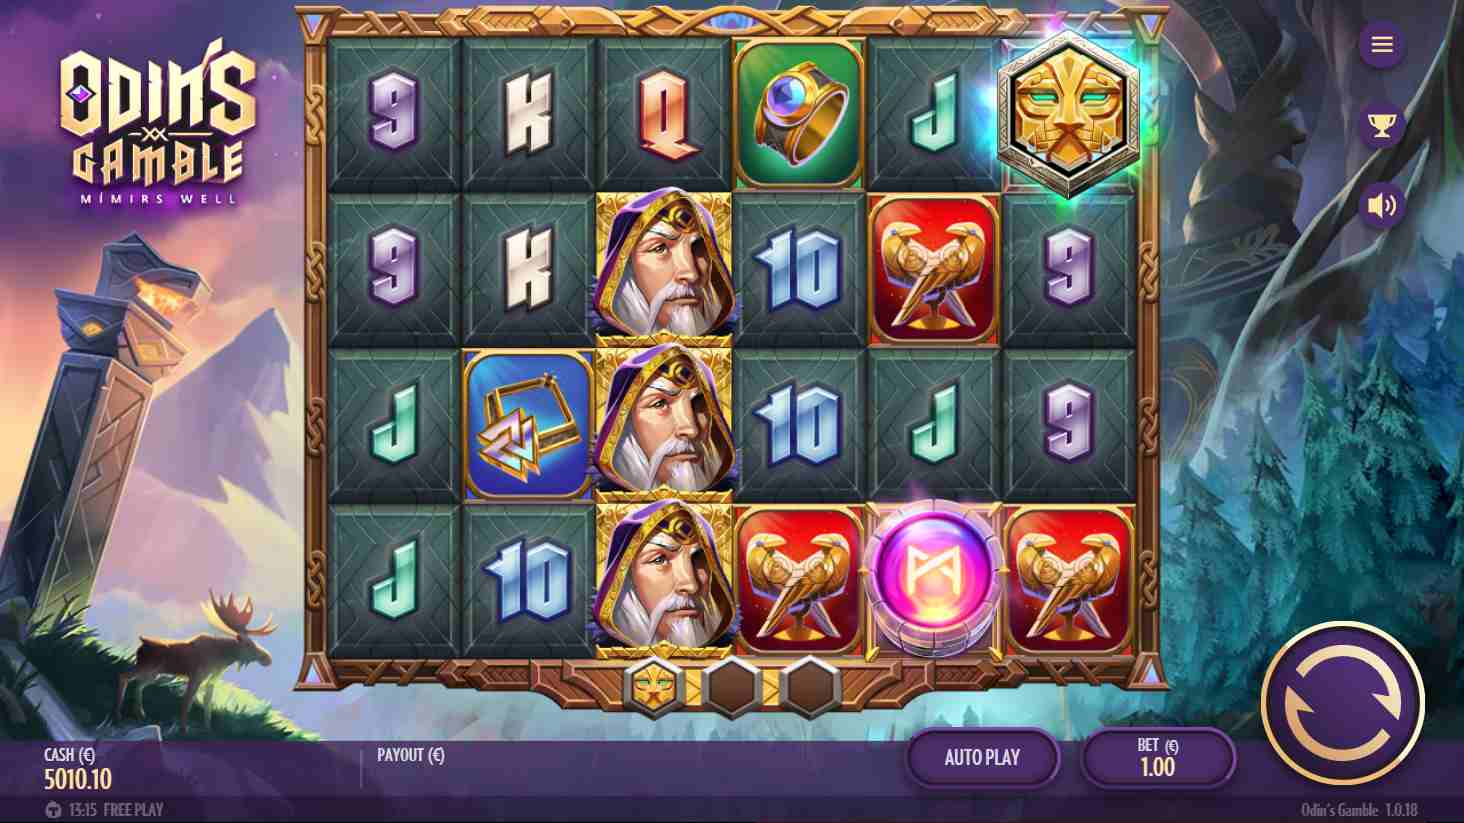 ODIN'S
GAMBLE
MÍMIRS WELL
9 K Q J
9 K 10 9
J 10 J 9
J 10 M
CASH (€)
5010.10
PAYOUT (€)
AUTO PLAY
BET (€)
1.00
13:15 FREE PLAY
Odin's Gamble 1.0.18